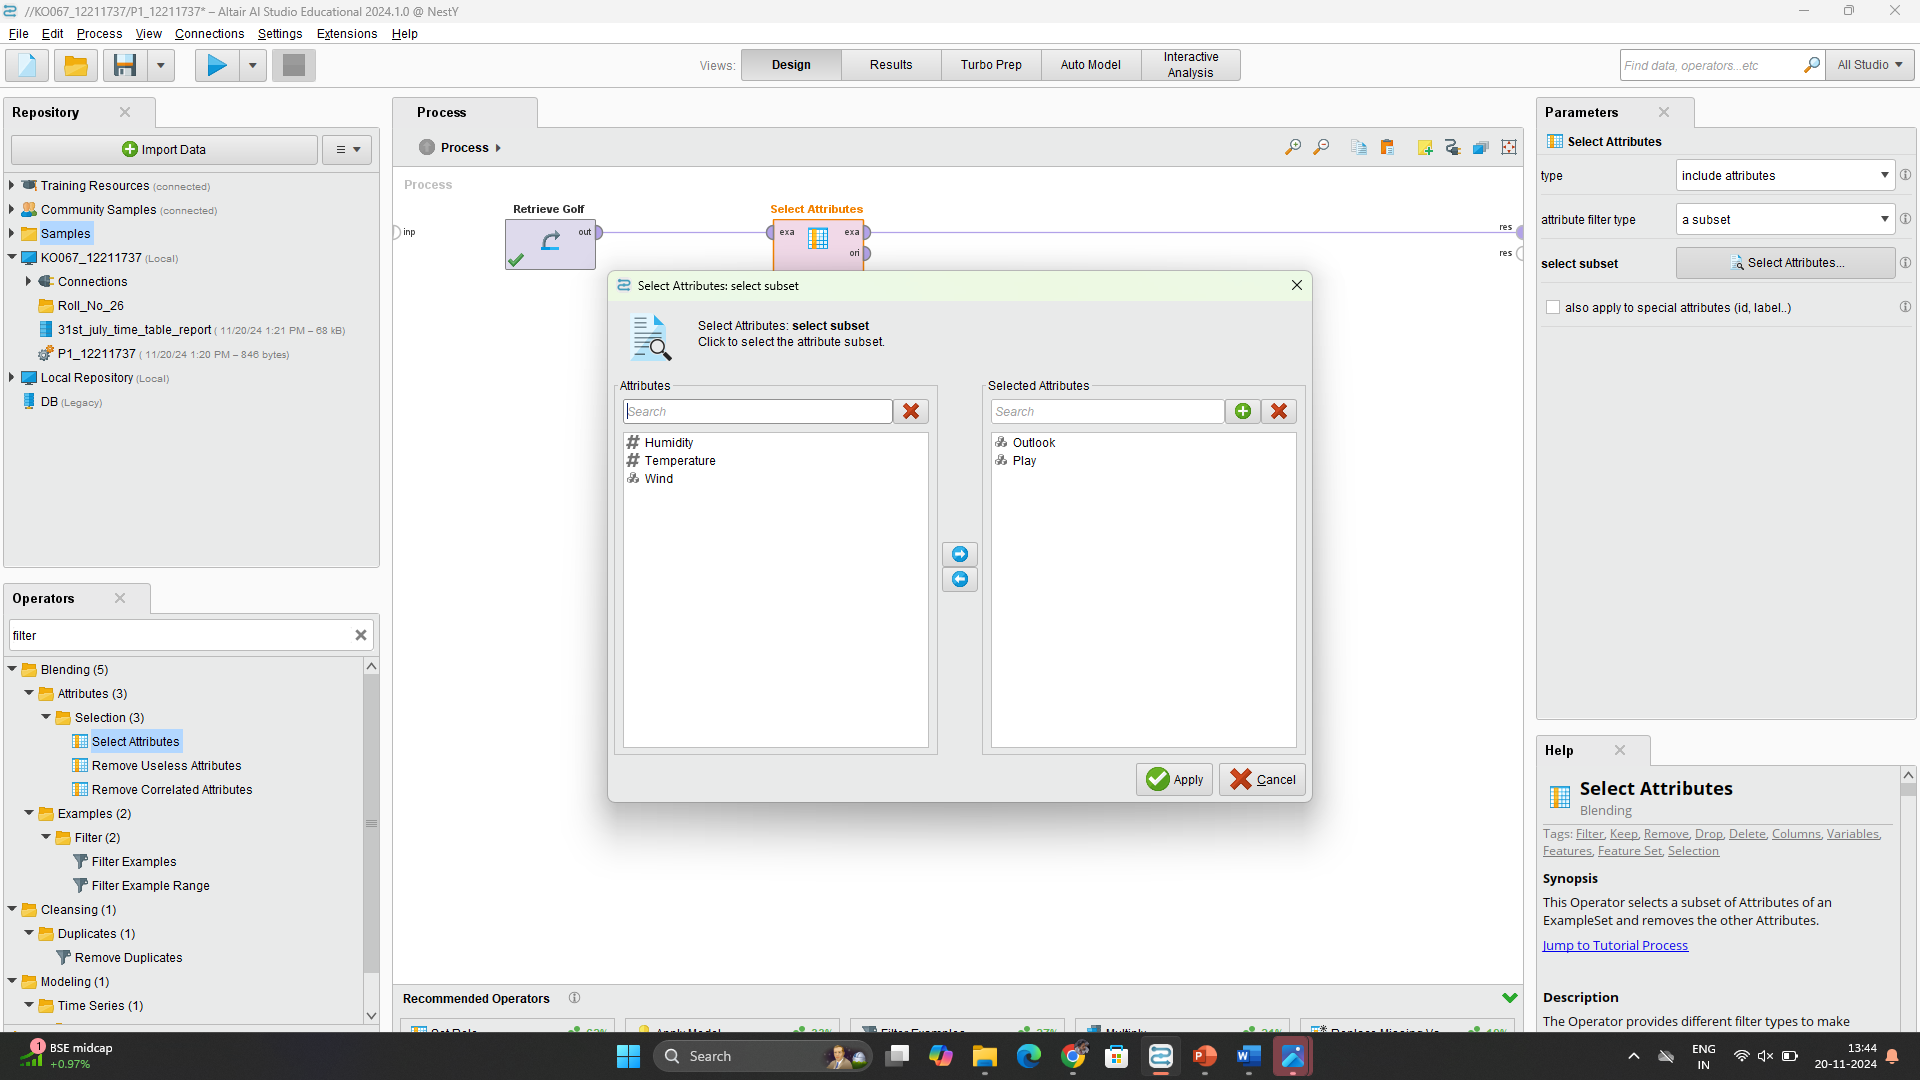 //KO067_12211737/P1_12211737* – Altair AI Studio Educational 2024.1.0 @ NestY
File Edit Process View Connections Settings Extensions Help
Views: Design Results Turbo Prep Auto Model Interactive Analysis
Find data, operators...etc All Studio
Repository
Import Data
Training Resources (connected)
Community Samples (connected)
Samples
KO067_12211737 (Local)
Connections
Roll_No_26
31st_july_time_table_report ( 11/20/24 1:21 PM – 68 kB)
P1_12211737 ( 11/20/24 1:20 PM – 846 bytes)
Local Repository (Local)
DB (Legacy)
Operators
filter
Blending (5)
Attributes (3)
Selection (3)
Select Attributes
Remove Useless Attributes
Remove Correlated Attributes
Examples (2)
Filter (2)
Filter Examples
Filter Example Range
Cleansing (1)
Duplicates (1)
Remove Duplicates
Modeling (1)
Time Series (1)
Process
Process
Process
inp
Retrieve Golf
out
Select Attributes
exa exa
ori
res
res
Select Attributes: select subset
Select Attributes: select subset
Click to select the attribute subset.
Attributes
Search
Humidity
Temperature
Wind
Selected Attributes
Search
Outlook
Play
Apply Cancel
Recommended Operators
Parameters
Select Attributes
type include attributes
attribute filter type a subset
select subset Select Attributes...
also apply to special attributes (id, label..)
Help
Select Attributes
Blending
Tags: Filter, Keep, Remove, Drop, Delete, Columns, Variables,
Features, Feature Set, Selection
Synopsis
This Operator selects a subset of Attributes of an
ExampleSet and removes the other Attributes.
Jump to Tutorial Process
Description
The Operator provides different filter types to make
1
BSE midcap
+0.97%
Search
ENG
IN
13:44
20-11-2024